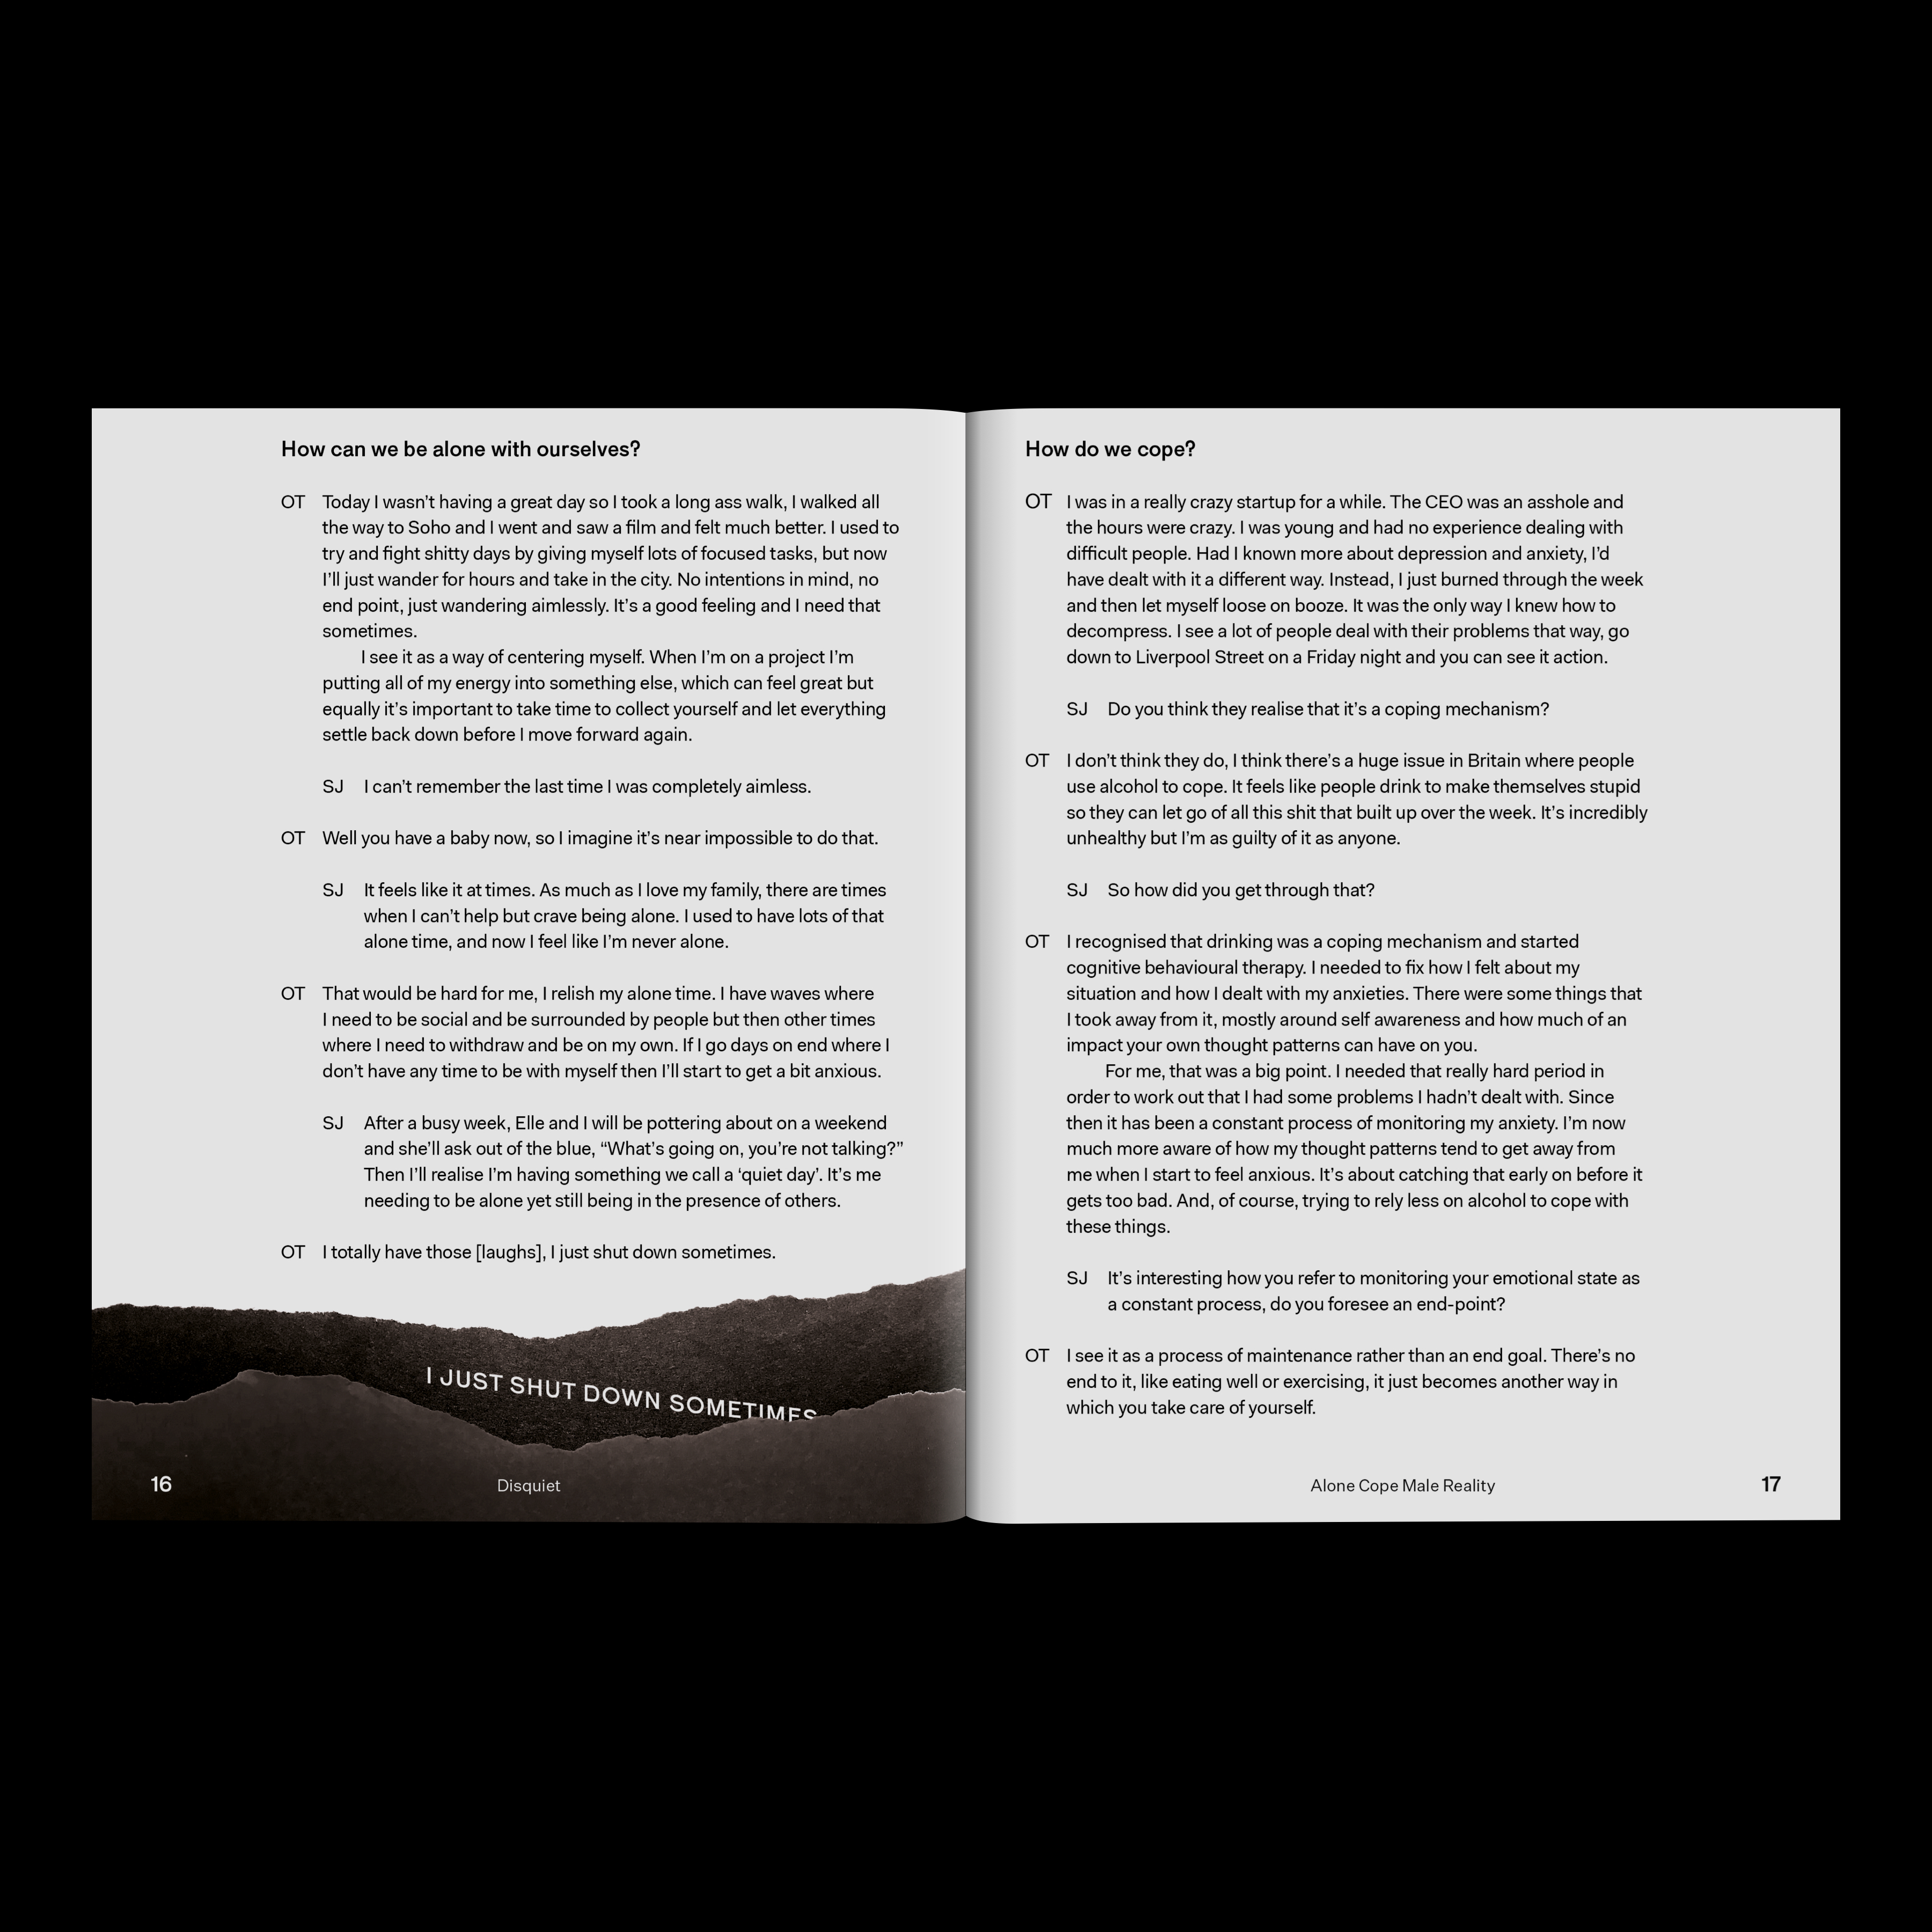 How can we be alone with ourselves?
OT Today I wasn't having a great day so I took a long ass walk, I walked all
the way to Soho and I went and saw a film and felt much better. I used to
try and fight shitty days by giving myself lots of focused tasks, but now
I'll just wander for hours and take in the city. No intentions in mind, no
end point, just wandering aimlessly. It's a good feeling and I need that
sometimes.
I see it as a way of centering myself. When I'm on a project I'm
putting all of my energy into something else, which can feel great but
equally it's important to take time to collect yourself and let everything
settle back down before I move forward again.
SJ I can't remember the last time I was completely aimless.
OT Well you have a baby now, so I imagine it's near impossible to do that.
SJ It feels like it at times. As much as I love my family, there are times
when I can't help but crave being alone. I used to have lots of that
alone time, and now I feel like I'm never alone.
OT That would be hard for me, I relish my alone time. I have waves where
I need to be social and be surrounded by people but then other times
where I need to withdraw and be on my own. If I go days on end where I
don't have any time to be with myself then I'll start to get a bit anxious.
SJ After a busy week, Elle and I will be pottering about on a weekend
and she'll ask out of the blue, “What's going on, you're not talking?”
Then I'll realise I'm having something we call a ‘quiet day’. It's me
needing to be alone yet still being in the presence of others.
OT I totally have those [laughs], I just shut down sometimes.
I JUST SHUT DOWN SOMETIMES
16 Disquiet
How do we cope?
OT I was in a really crazy startup for a while. The CEO was an asshole and
the hours were crazy. I was young and had no experience dealing with
difficult people. Had I known more about depression and anxiety, I'd
have dealt with it a different way. Instead, I just burned through the week
and then let myself loose on booze. It was the only way I knew how to
decompress. I see a lot of people deal with their problems that way, go
down to Liverpool Street on a Friday night and you can see it action.
SJ Do you think they realise that it's a coping mechanism?
OT I don't think they do, I think there's a huge issue in Britain where people
use alcohol to cope. It feels like people drink to make themselves stupid
so they can let go of all this shit that built up over the week. It's incredibly
unhealthy but I'm as guilty of it as anyone.
SJ So how did you get through that?
OT I recognised that drinking was a coping mechanism and started
cognitive behavioural therapy. I needed to fix how I felt about my
situation and how I dealt with my anxieties. There were some things that
I took away from it, mostly around self awareness and how much of an
impact your own thought patterns can have on you.
For me, that was a big point. I needed that really hard period in
order to work out that I had some problems I hadn't dealt with. Since
then it has been a constant process of monitoring my anxiety. I'm now
much more aware of how my thought patterns tend to get away from
me when I start to feel anxious. It's about catching that early on before it
gets too bad. And, of course, trying to rely less on alcohol to cope with
these things.
SJ It's interesting how you refer to monitoring your emotional state as
a constant process, do you foresee an end-point?
OT I see it as a process of maintenance rather than an end goal. There's no
end to it, like eating well or exercising, it just becomes another way in
which you take care of yourself.
Alone Cope Male Reality 17